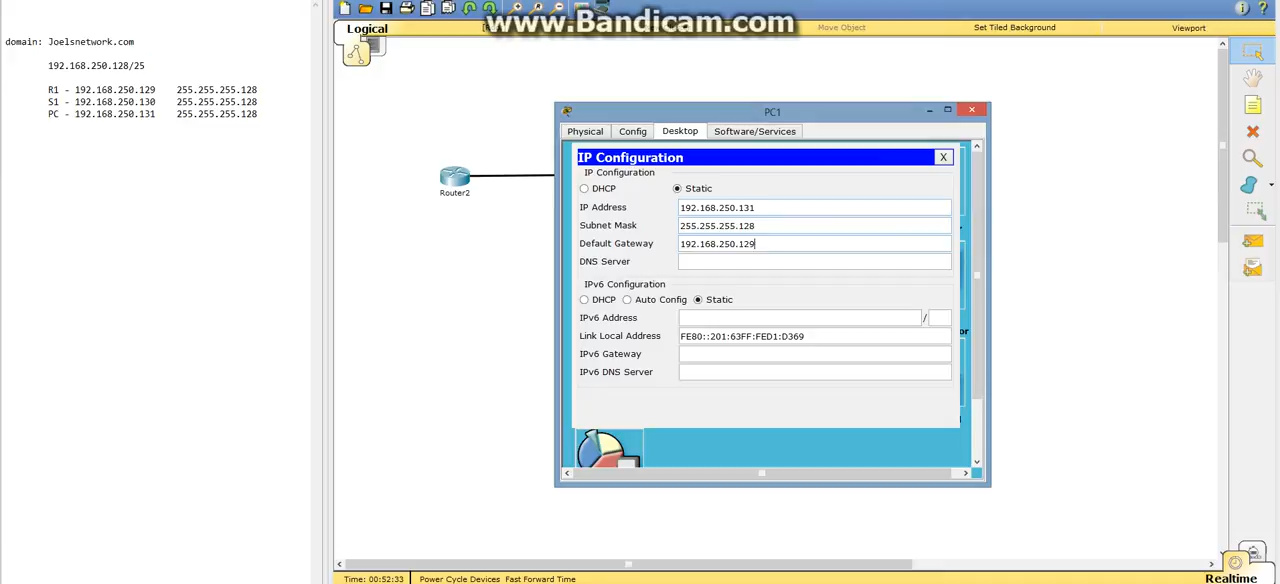 www.Bandicam.com
Logical
Move Object
Set Tiled Background
Viewport
domain: Joelsnetwork.com
192.168.250.128/25
R1 - 192.168.250.129 255.255.255.128
S1 - 192.168.250.130 255.255.255.128
PC - 192.168.250.131 255.255.255.128
Router2
PC1
Physical Config Desktop Software/Services
IP Configuration X
IP Configuration
DHCP Static
IP Address 192.168.250.131
Subnet Mask 255.255.255.128
Default Gateway 192.168.250.129
DNS Server
IPv6 Configuration
DHCP Auto Config Static
IPv6 Address /
Link Local Address FE80::201:63FF:FED1:D369
IPv6 Gateway
IPv6 DNS Server
or
Time: 00:52:33 Power Cycle Devices Fast Forward Time
Realtime